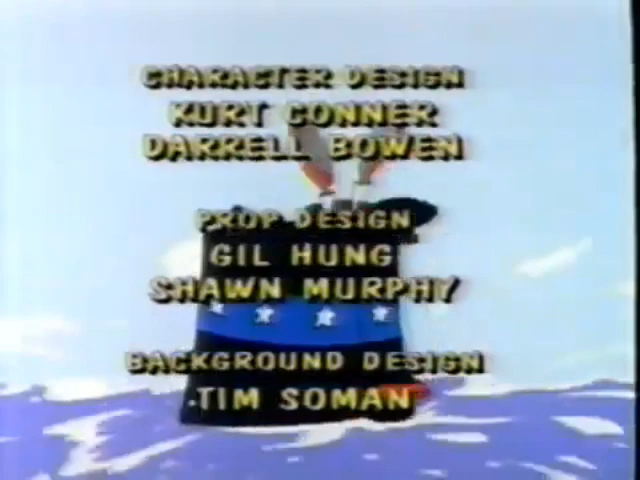 CHARACTER DESIGN
KURT CONNER
DARRELL BOWEN
PROP DESIGN
GIL HUNG
SHAWN MURPHY
BACKGROUND DESIGN
TIM SOMAN